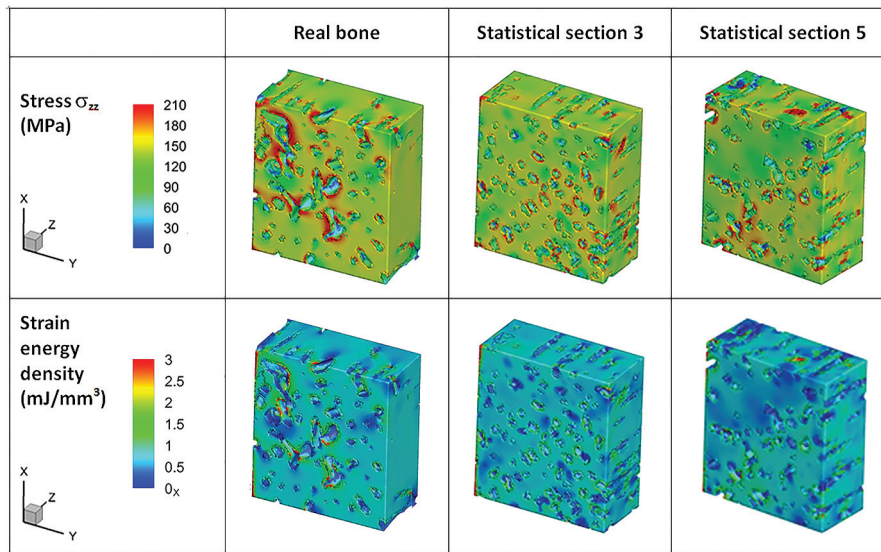 Real bone
Statistical section 3
Statistical section 5
Stress σzz
(MPa)
210
180
150
120
90
60
30
0
X
Z
Y
Strain
energy
density
(mJ/mm³)
3
2.5
2
1.5
1
0.5
0x
X
Z
Y